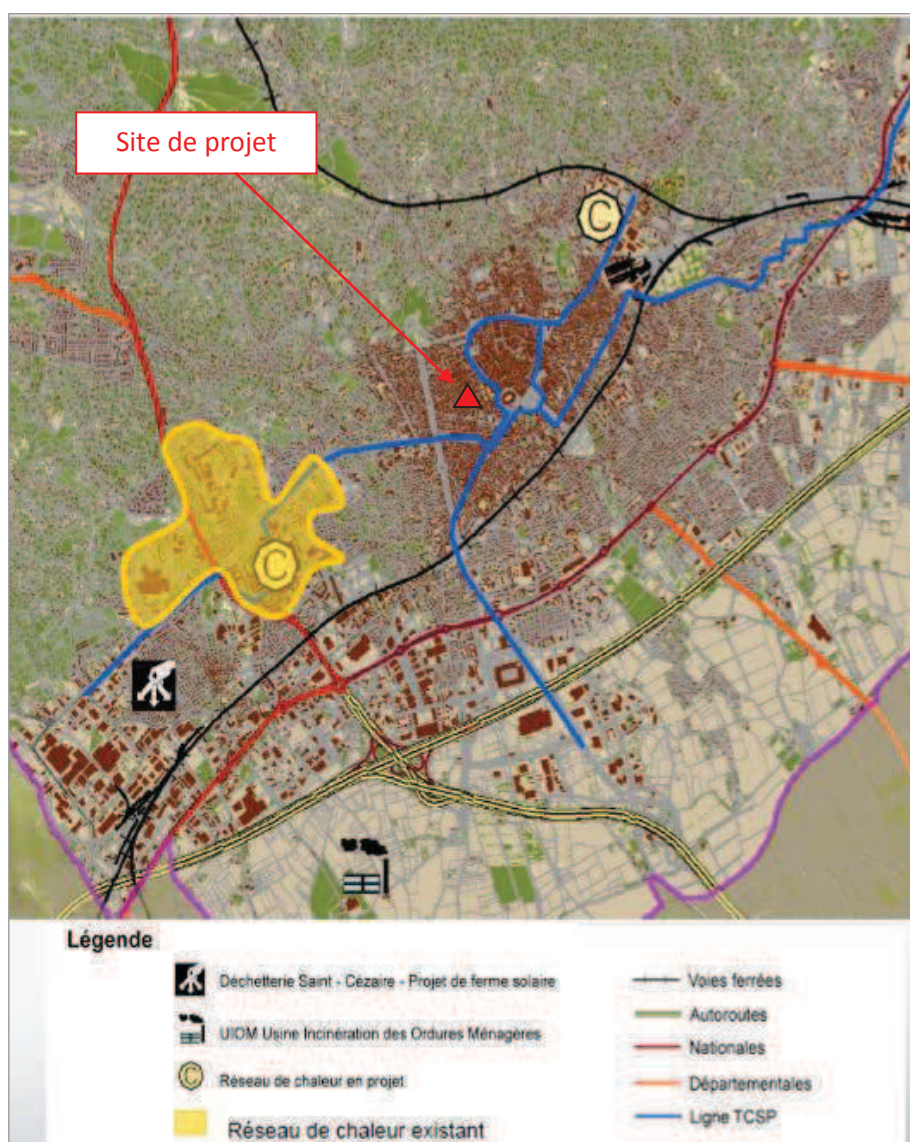 Site de projet
C
C
Légende
Déchetterie Saint - Cézaire - Projet de ferme solaire
UIOM Usine Incinération des Ordures Ménagères
C Réseau de chaleur en projet
Réseau de chaleur existant
Voies ferrées
Autoroutes
Nationales
Départementales
Ligne TCSP